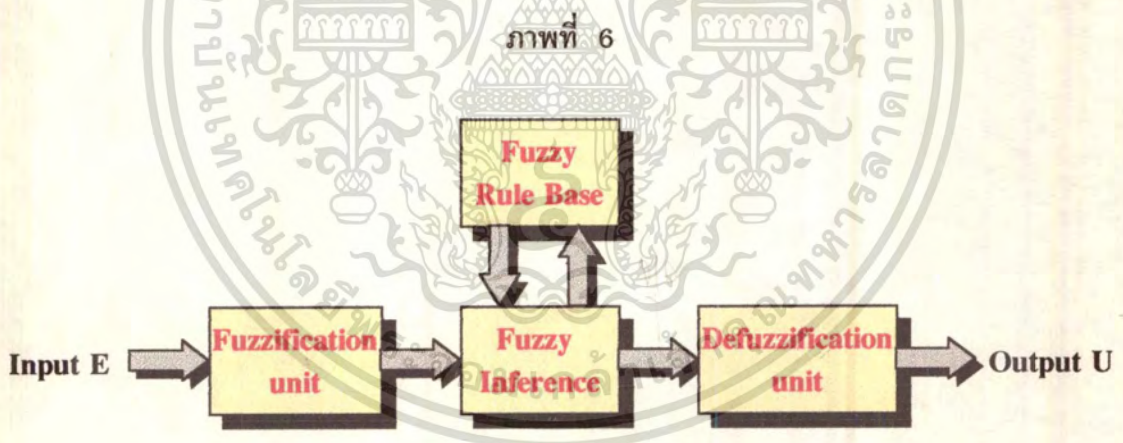 ภาพที่ 6
Fuzzy
Rule Base
Input E
Fuzzification
unit
Fuzzy
Inference
Defuzzification
unit
Output U